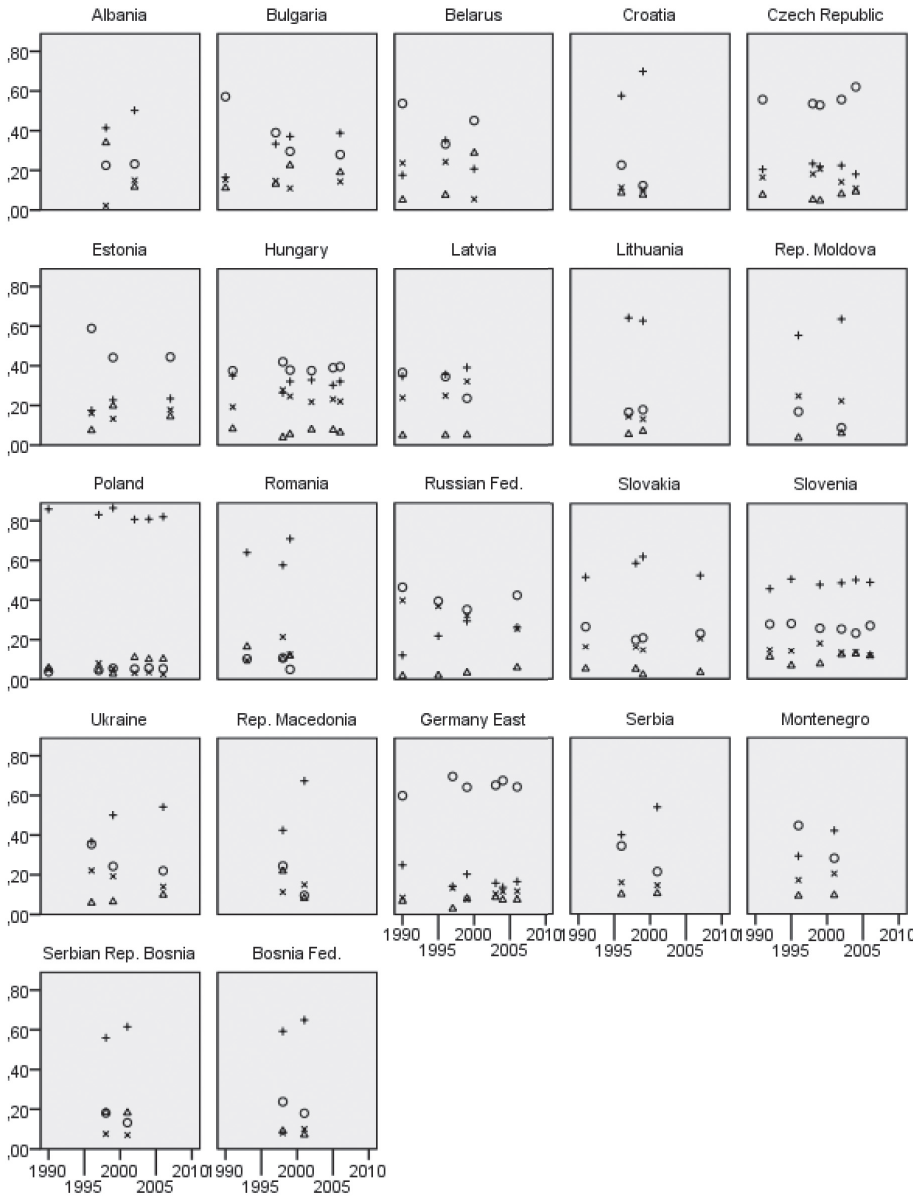 Albania Bulgaria Belarus Croatia Czech Republic
,80
,60
,40
,20
,00
Estonia Hungary Latvia Lithuania Rep. Moldova
,80
,60
,40
,20
,00
Poland Romania Russian Fed. Slovakia Slovenia
,80
,60
,40
,20
,00
Ukraine Rep. Macedonia Germany East Serbia Montenegro
,80
,60
,40
,20
,00
1990 2000 2010 1990 2000 2010 1990 2000 2010
1995 2005 1995 2005 1995 2005
Serbian Rep. Bosnia Bosnia Fed.
,80
,60
,40
,20
,00
1990 2000 2010 1990 2000 2010
1995 2005 1995 2005